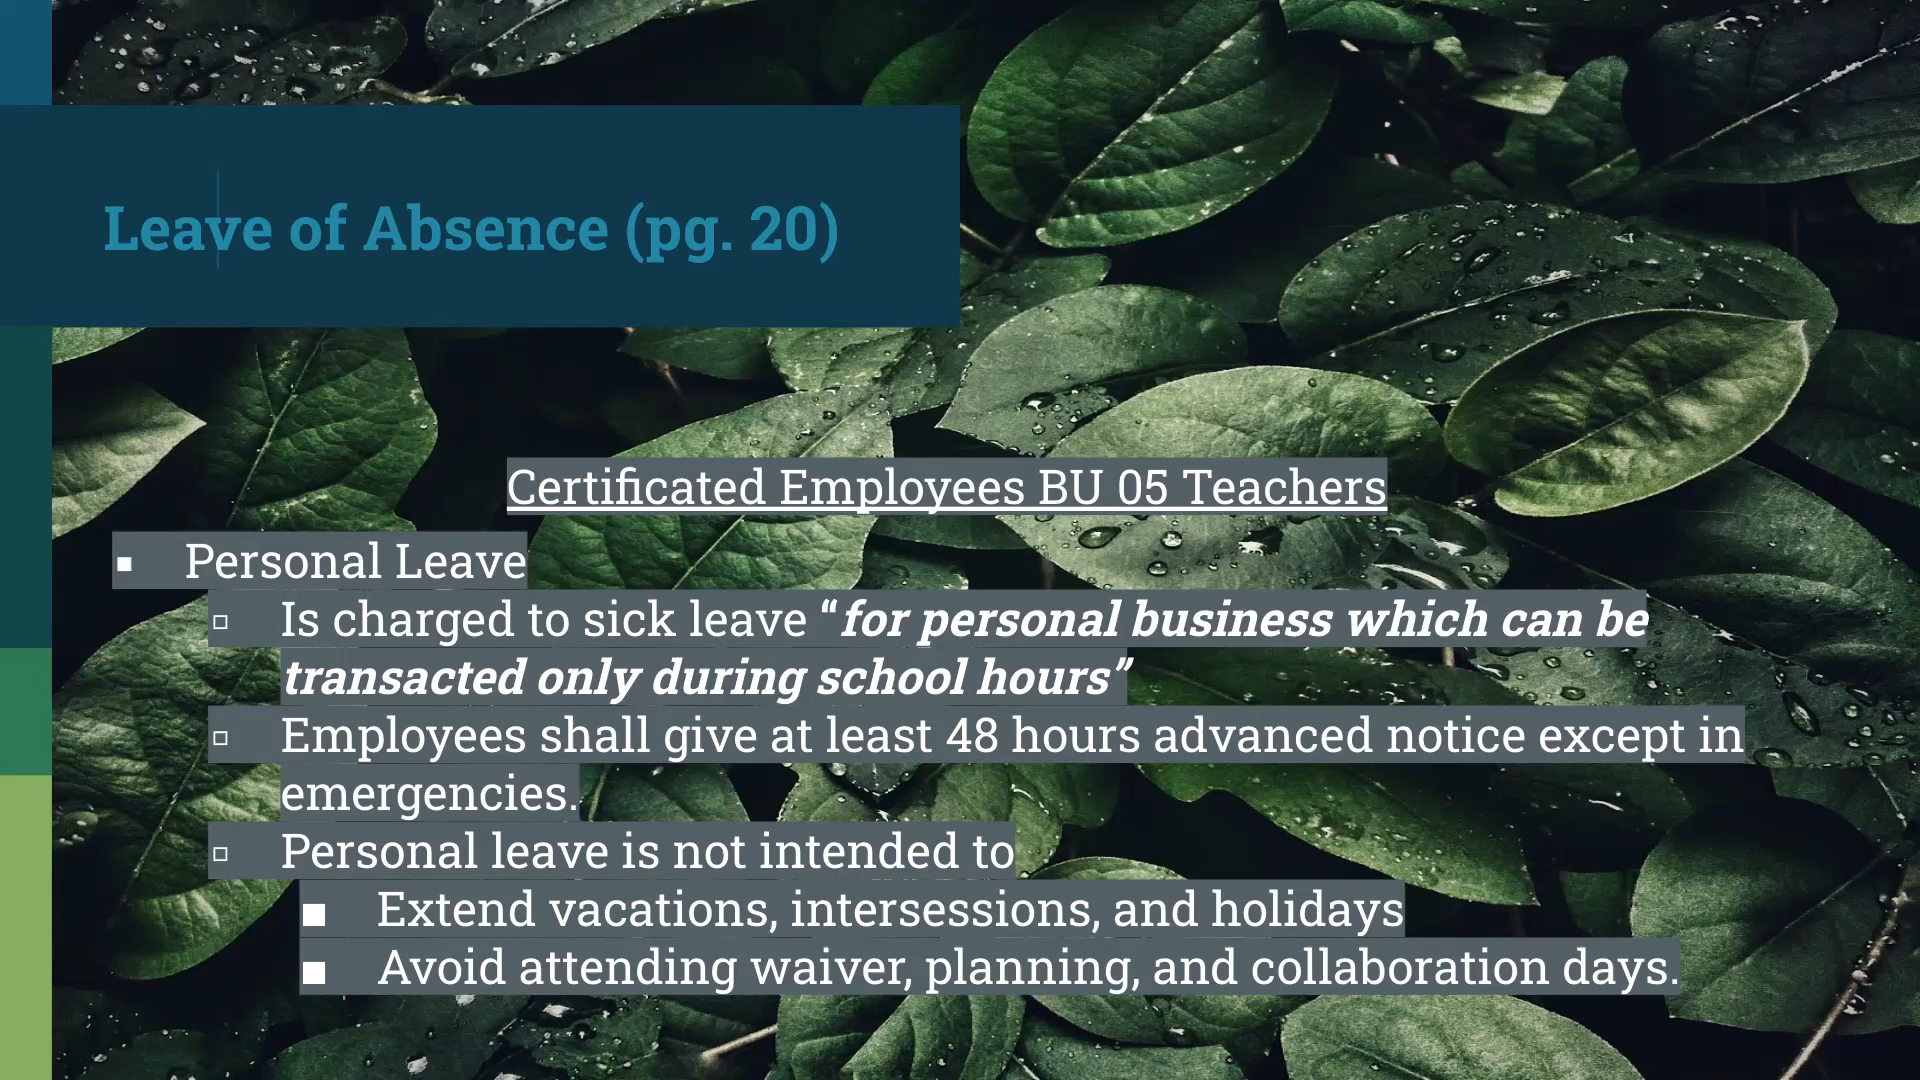 Leave of Absence (pg. 20)
Certificated Employees BU 05 Teachers
▪ Personal Leave
▫ Is charged to sick leave “for personal business which can be
transacted only during school hours”
▫ Employees shall give at least 48 hours advanced notice except in
emergencies.
▫ Personal leave is not intended to
■ Extend vacations, intersessions, and holidays
■ Avoid attending waiver, planning, and collaboration days.